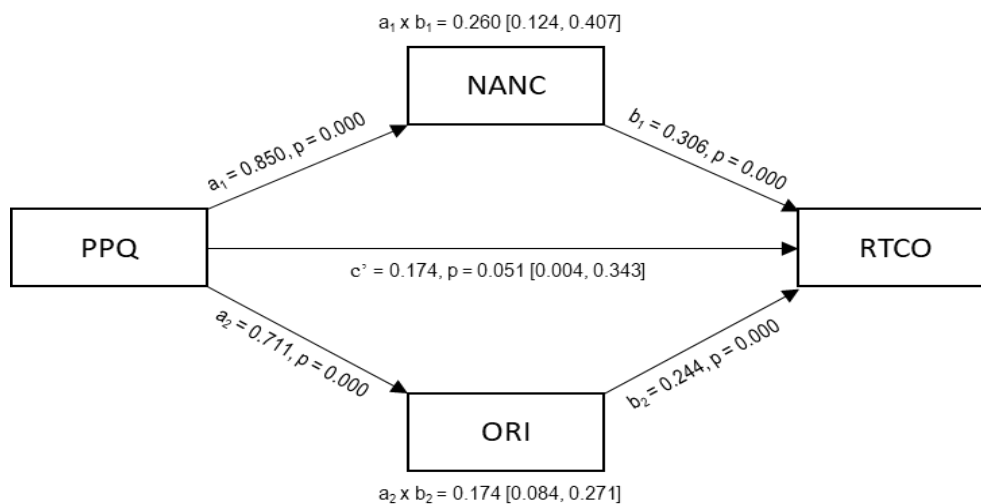 a₁ x b₁ = 0.260 [0.124, 0.407]
NANC
a₁ = 0.850, p = 0.000
b₁ = 0.306, p = 0.000
PPQ
RTCO
c’ = 0.174, p = 0.051 [0.004, 0.343]
a₂ = 0.711, p = 0.000
b₂ = 0.244, p = 0.000
ORI
a₂ x b₂ = 0.174 [0.084, 0.271]